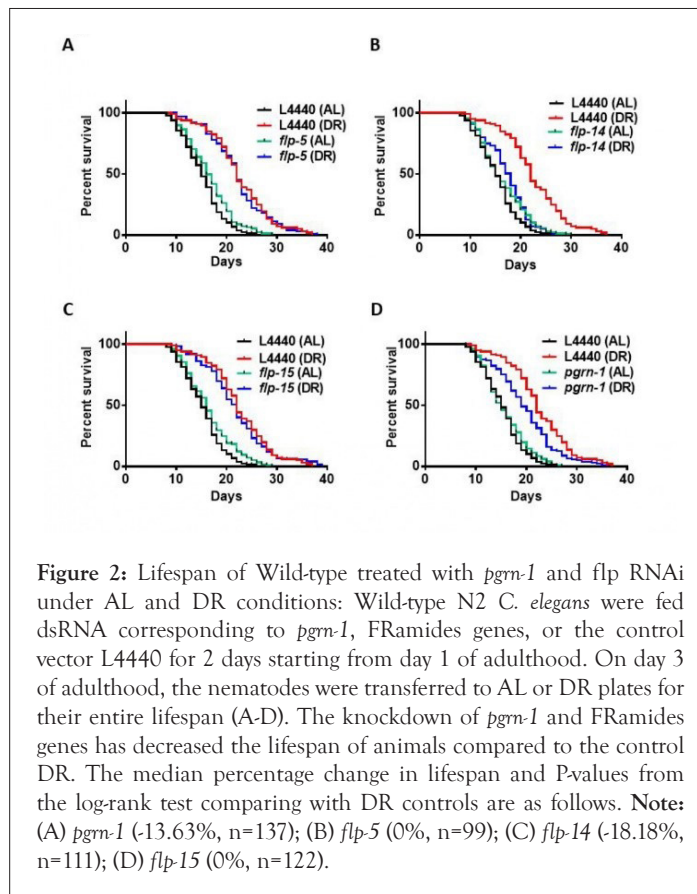 A
B
L4440 (AL)
L4440 (DR)
flp-5 (AL)
flp-5 (DR)
L4440 (AL)
L4440 (DR)
flp-14 (AL)
flp-14 (DR)
Percent survival
100
50
0
0 10 20 30 40
Days
Percent survival
100
50
0
0 10 20 30 40
Days
C
D
L4440 (AL)
L4440 (DR)
flp-15 (AL)
flp-15 (DR)
L4440 (AL)
L4440 (DR)
pgrn-1 (AL)
pgrn-1 (DR)
Percent survival
100
50
0
0 10 20 30 40
Days
Percent survival
100
50
0
0 10 20 30 40
Days
Figure 2: Lifespan of Wild-type treated with pgrn-1 and flp RNAi
under AL and DR conditions: Wild-type N2 C. elegans were fed
dsRNA corresponding to pgrn-1, FRamides genes, or the control
vector L4440 for 2 days starting from day 1 of adulthood. On day 3
of adulthood, the nematodes were transferred to AL or DR plates for
their entire lifespan (A-D). The knockdown of pgrn-1 and FRamides
genes has decreased the lifespan of animals compared to the control
DR. The median percentage change in lifespan and P-values from
the log-rank test comparing with DR controls are as follows. Note:
(A) pgrn-1 (-13.63%, n=137); (B) flp-5 (0%, n=99); (C) flp-14 (-18.18%,
n=111); (D) flp-15 (0%, n=122).